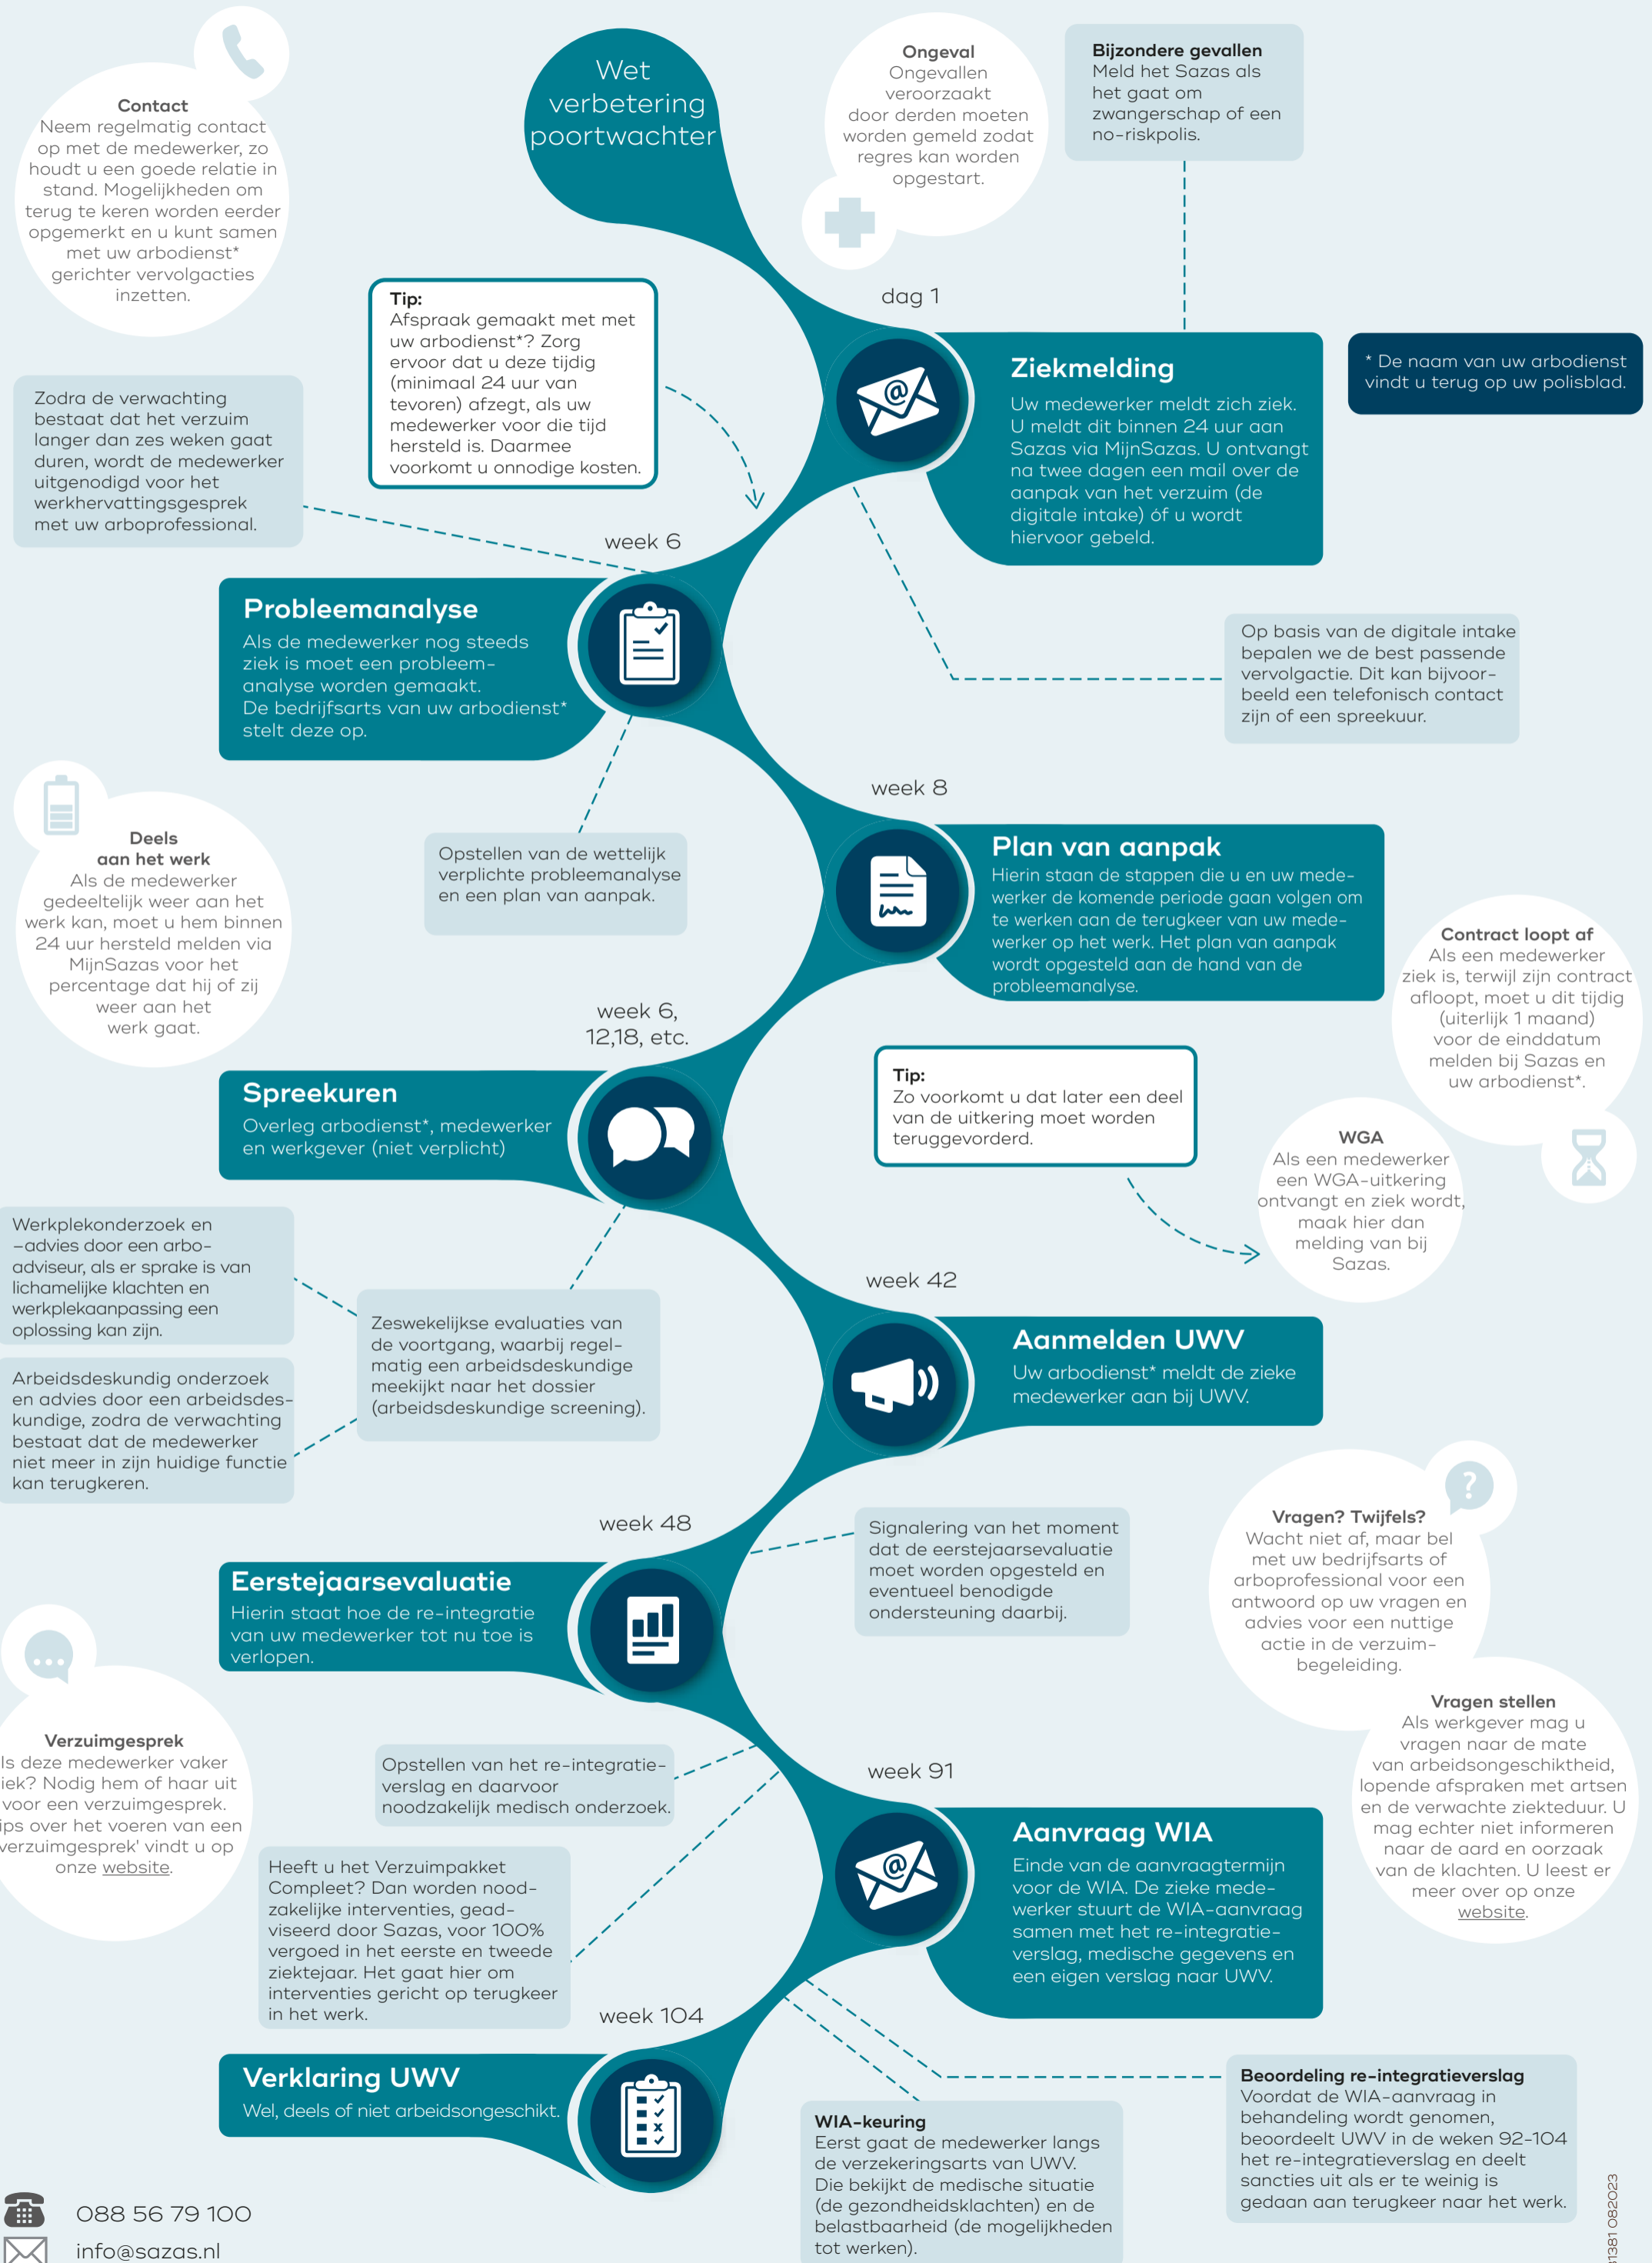 Wet
verbetering
poortwachter
Contact
Neem regelmatig contact
op met de medewerker, zo
houdt u een goede relatie in
stand. Mogelijkheden om
terug te keren worden eerder
opgemerkt en u kunt samen
met uw arbodienst*
gerichter vervolgacties
inzetten.
Ongeval
Ongevallen
veroorzaakt
door derden moeten
worden gemeld zodat
regres kan worden
opgestart.
Bijzondere gevallen
Meld het Sazas als
het gaat om
zwangerschap of een
no-riskpolis.
Tip:
Afspraak gemaakt met met
uw arbodienst*? Zorg
ervoor dat u deze tijdig
(minimaal 24 uur van
tevoren) afzegt, als uw
medewerker voor die tijd
hersteld is. Daarmee
voorkomt u onnodige kosten.
dag 1
Ziekmelding
Uw medewerker meldt zich ziek.
U meldt dit binnen 24 uur aan
Sazas via MijnSazas. U ontvangt
na twee dagen een mail over de
aanpak van het verzuim (de
digitale intake) óf u wordt
hiervoor gebeld.
* De naam van uw arbodienst
vindt u terug op uw polisblad.
Zodra de verwachting
bestaat dat het verzuim
langer dan zes weken gaat
duren, wordt de medewerker
uitgenodigd voor het
werkhervattingsgesprek
met uw arboprofessional.
week 6
Probleemanalyse
Als de medewerker nog steeds
ziek is moet een probleem-
analyse worden gemaakt.
De bedrijfsarts van uw arbodienst*
stelt deze op.
Op basis van de digitale intake
bepalen we de best passende
vervolgactie. Dit kan bijvoor-
beeld een telefonisch contact
zijn of een spreekuur.
Deels
aan het werk
Als de medewerker
gedeeltelijk weer aan het
werk kan, moet u hem binnen
24 uur hersteld melden via
MijnSazas voor het
percentage dat hij of zij
weer aan het
werk gaat.
Opstellen van de wettelijk
verplichte probleemanalyse
en een plan van aanpak.
week 8
Plan van aanpak
Hierin staan de stappen die u en uw mede-
werker de komende periode gaan volgen om
te werken aan de terugkeer van uw mede-
werker op het werk. Het plan van aanpak
wordt opgesteld aan de hand van de
probleemanalyse.
Contract loopt af
Als een medewerker
ziek is, terwijl zijn contract
afloopt, moet u dit tijdig
(uiterlijk 1 maand)
voor de einddatum
melden bij Sazas en
uw arbodienst*.
week 6,
12,18, etc.
Spreekuren
Overleg arbodienst*, medewerker
en werkgever (niet verplicht)
Tip:
Zo voorkomt u dat later een deel
van de uitkering moet worden
teruggevorderd.
WGA
Als een medewerker
een WGA-uitkering
ontvangt en ziek wordt,
maak hier dan
melding van bij
Sazas.
Werkplekonderzoek en
-advies door een arbo-
adviseur, als er sprake is van
lichamelijke klachten en
werkplekaanpassing een
oplossing kan zijn.
Zeswekelijkse evaluaties van
de voortgang, waarbij regel-
matig een arbeidsdeskundige
meekijkt naar het dossier
(arbeidsdeskundige screening).
Arbeidsdeskundig onderzoek
en advies door een arbeidsdes-
kundige, zodra de verwachting
bestaat dat de medewerker
niet meer in zijn huidige functie
kan terugkeren.
week 42
Aanmelden UWV
Uw arbodienst* meldt de zieke
medewerker aan bij UWV.
week 48
Eerstejaarsevaluatie
Hierin staat hoe de re-integratie
van uw medewerker tot nu toe is
verlopen.
Signalering van het moment
dat de eerstejaarsevaluatie
moet worden opgesteld en
eventueel benodigde
ondersteuning daarbij.
?
Vragen? Twijfels?
Wacht niet af, maar bel
met uw bedrijfsarts of
arboprofessional voor een
antwoord op uw vragen en
advies voor een nuttige
actie in de verzuim-
begeleiding.
Vragen stellen
Als werkgever mag u
vragen naar de mate
van arbeidsongeschiktheid,
lopende afspraken met artsen
en de verwachte ziekteduur. U
mag echter niet informeren
naar de aard en oorzaak
van de klachten. U leest er
meer over op onze
website.
Verzuimgesprek
ls deze medewerker vaker
iek? Nodig hem of haar uit
voor een verzuimgesprek.
ips over het voeren van een
verzuimgesprek' vindt u op
onze website.
Opstellen van het re-integratie-
verslag en daarvoor
noodzakelijk medisch onderzoek.
Heeft u het Verzuimpakket
Compleet? Dan worden nood-
zakelijke interventies, gead-
viseerd door Sazas, voor 100%
vergoed in het eerste en tweede
ziektejaar. Het gaat hier om
interventies gericht op terugkeer
in het werk.
week 91
Aanvraag WIA
Einde van de aanvraagtermijn
voor de WIA. De zieke mede-
werker stuurt de WIA-aanvraag
samen met het re-integratie-
verslag, medische gegevens en
een eigen verslag naar UWV.
week 104
Verklaring UWV
Wel, deels of niet arbeidsongeschikt.
WIA-keuring
Eerst gaat de medewerker langs
de verzekeringsarts van UWV.
Die bekijkt de medische situatie
(de gezondheidsklachten) en de
belastbaarheid (de mogelijkheden
tot werken).
Beoordeling re-integratieverslag
Voordat de WIA-aanvraag in
behandeling wordt genomen,
beoordeelt UWV in de weken 92-104
het re-integratieverslag en deelt
sancties uit als er te weinig is
gedaan aan terugkeer naar het werk.
088 56 79 100
info@sazas.nl
082023